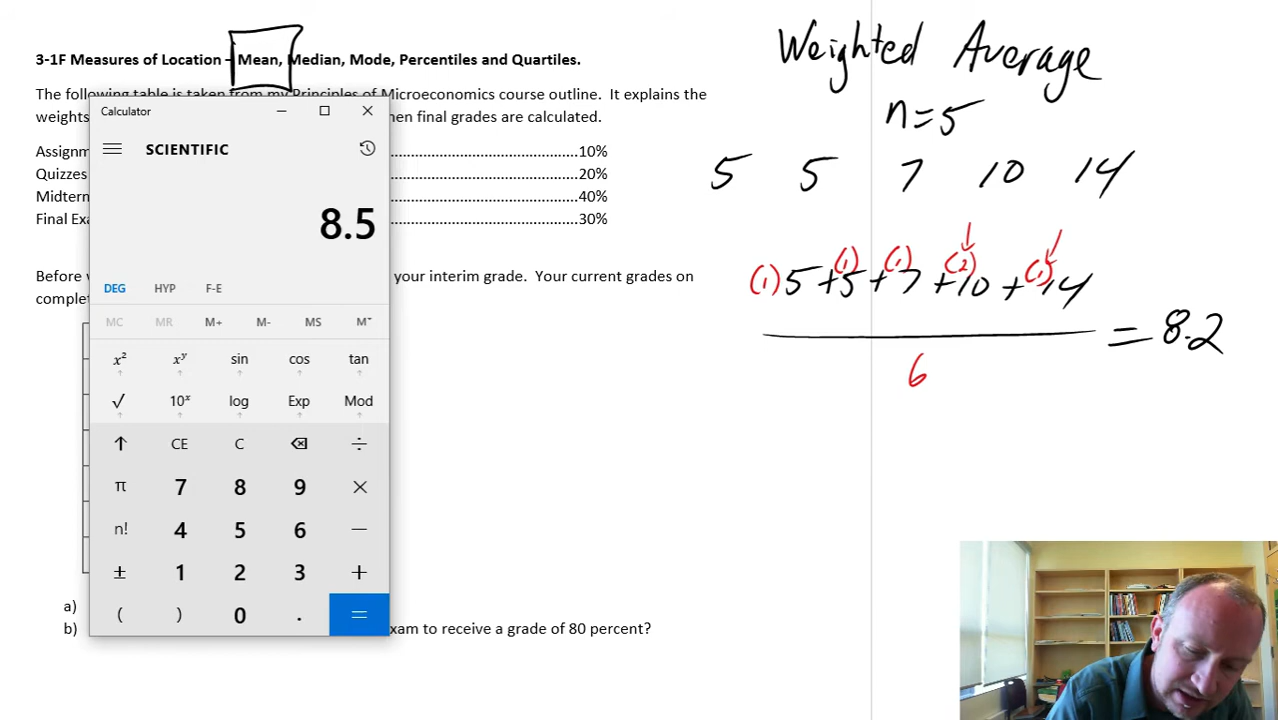 3-1F Measures of Location – Mean, Median, Mode, Percentiles and Quartiles.
The following table is taken from my Principles of Microeconomics course outline. It explains the
weights
hen final grades are calculated.
Assignm
10%
Quizzes
20%
Midterm
40%
Final Exa
30%
Before
your interim grade. Your current grades on
comple
a)
b)
exam to receive a grade of 80 percent?
Calculator
SCIENTIFIC
8.5
DEG HYP F-E
MC MR M+ M- MS M˅
x² xʸ sin cos tan
√ 10ˣ log Exp Mod
↑ CE C ⌫ ÷
π 7 8 9 ×
n! 4 5 6 −
± 1 2 3 +
( ) 0 . =
Weighted Average
n=5
5 5 7 10 14
(1) (1) (1) (2) (1)
5+5+7+10+14
= 8.2
6